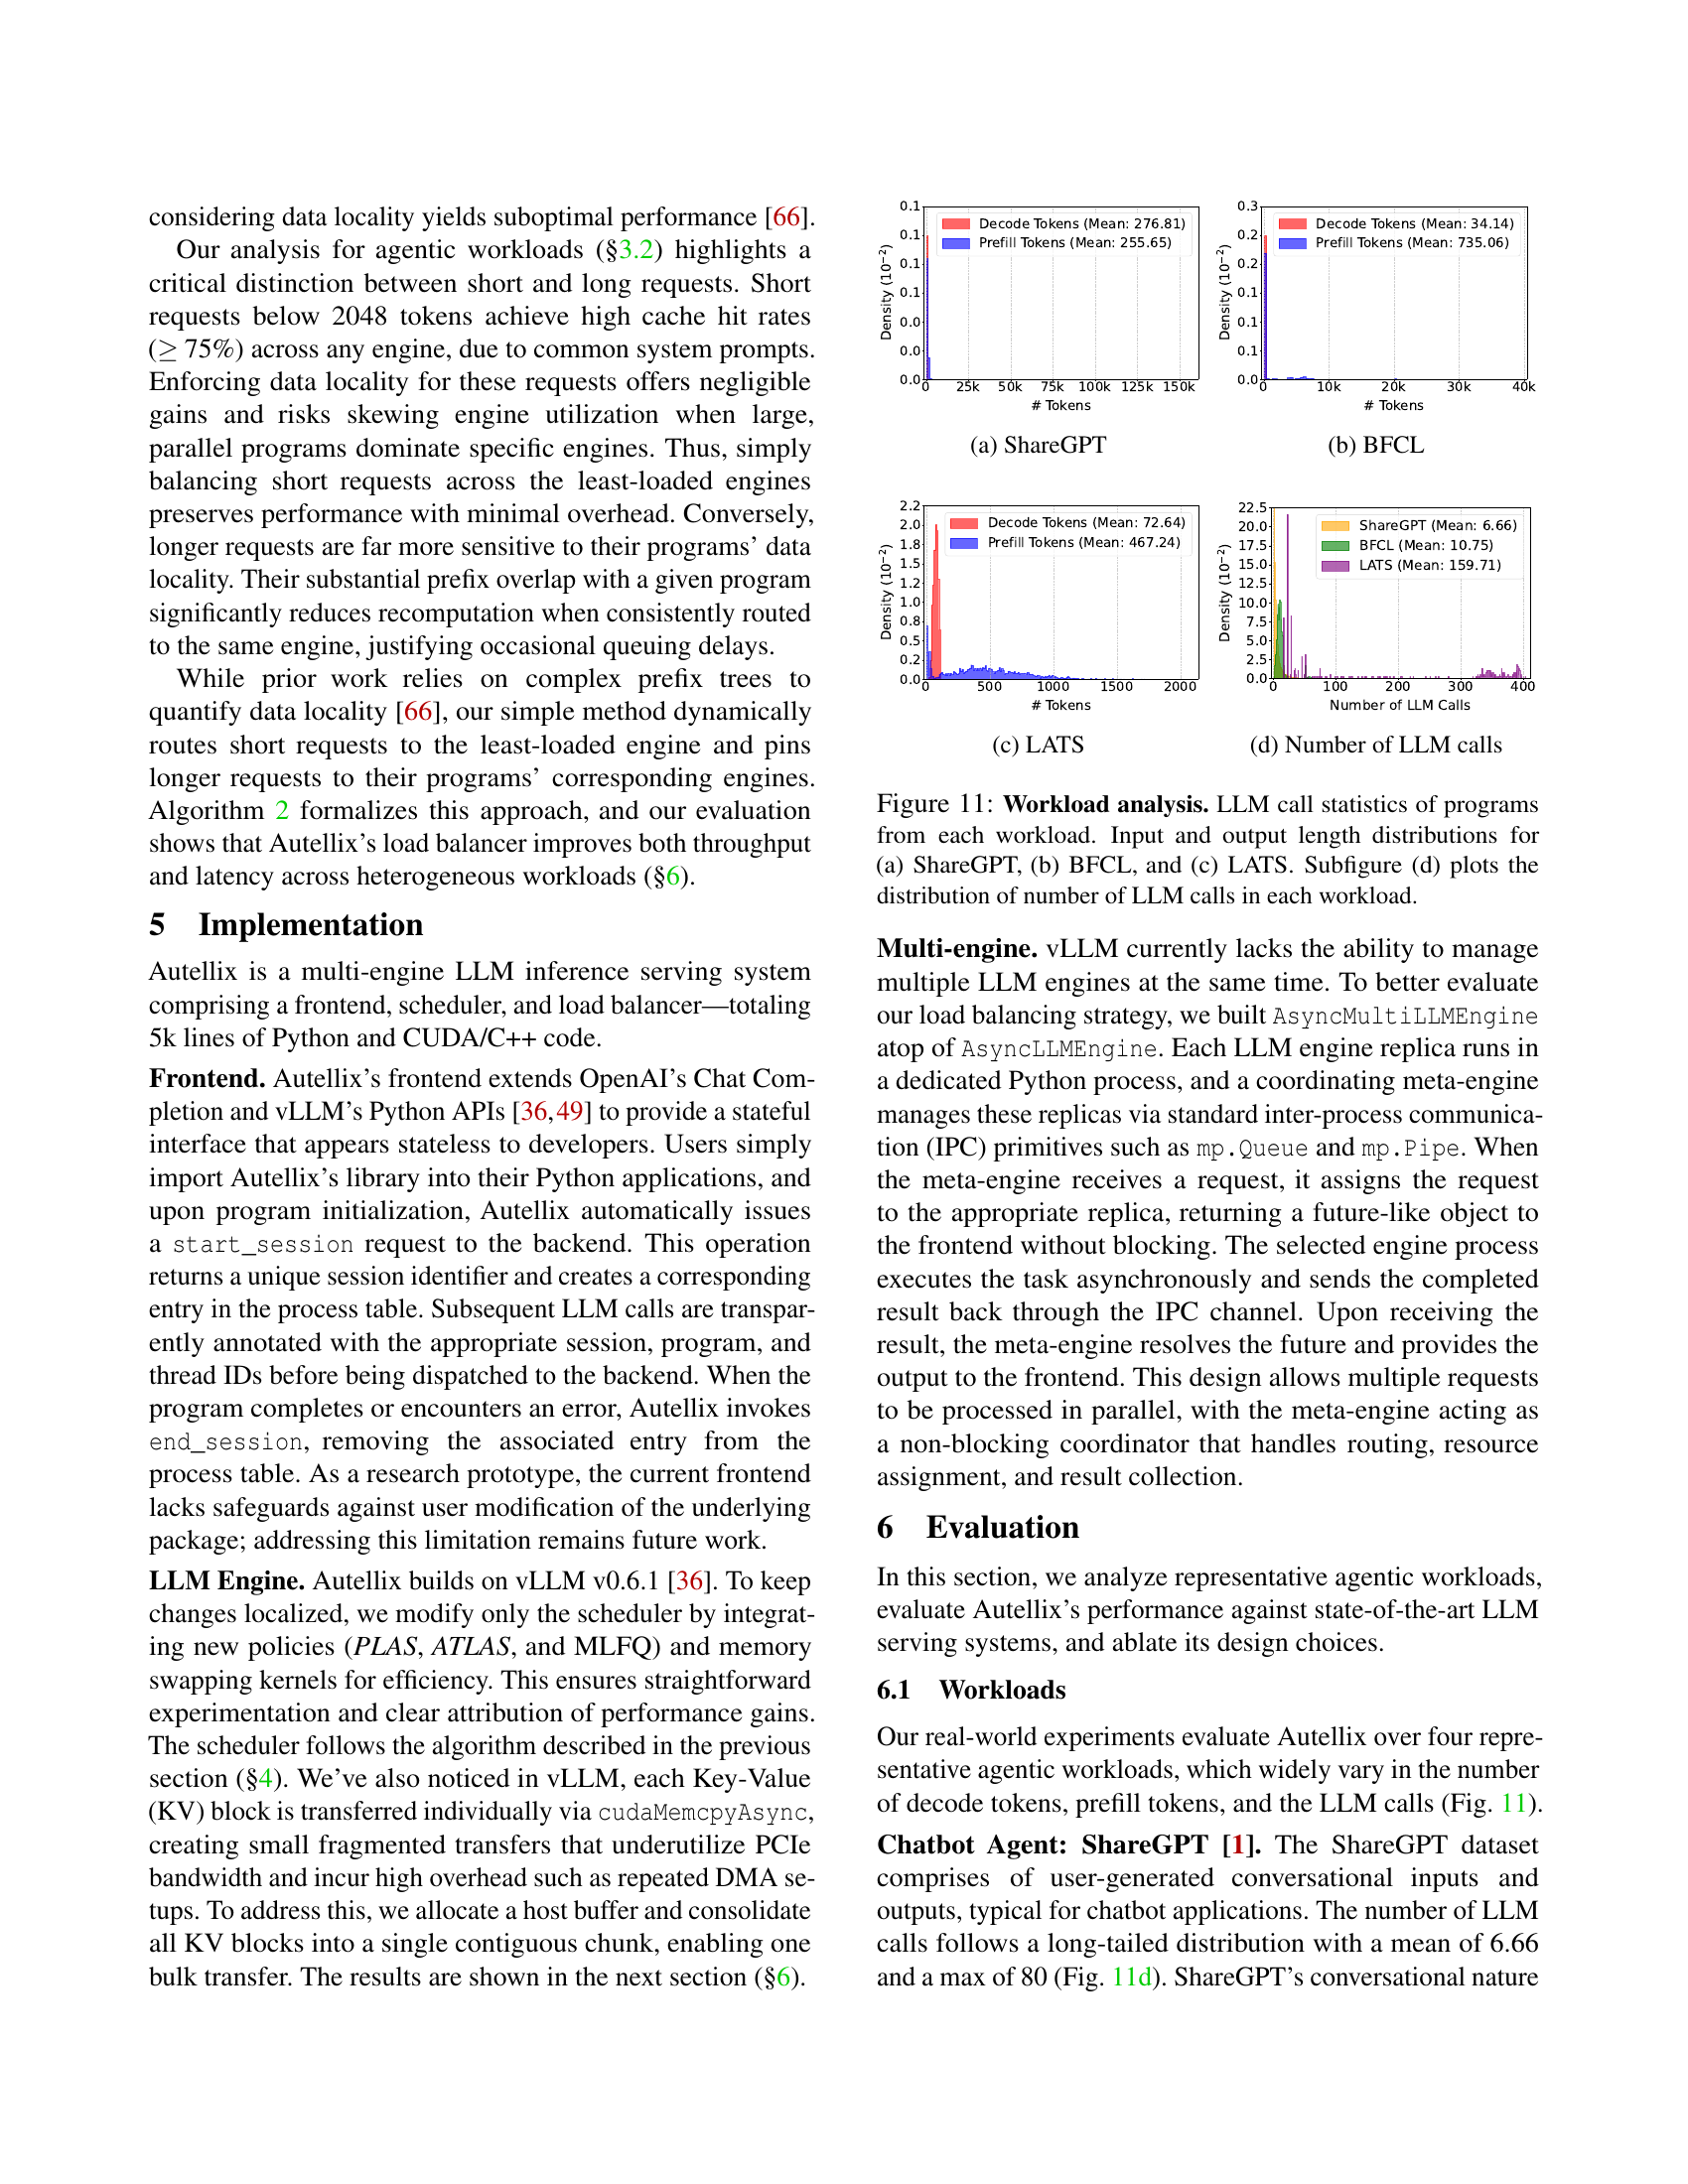 considering data locality yields suboptimal performance [66].
Our analysis for agentic workloads (§3.2) highlights a
critical distinction between short and long requests. Short
requests below 2048 tokens achieve high cache hit rates
(≥ 75%) across any engine, due to common system prompts.
Enforcing data locality for these requests offers negligible
gains and risks skewing engine utilization when large,
parallel programs dominate specific engines. Thus, simply
balancing short requests across the least-loaded engines
preserves performance with minimal overhead. Conversely,
longer requests are far more sensitive to their programs’ data
locality. Their substantial prefix overlap with a given program
significantly reduces recomputation when consistently routed
to the same engine, justifying occasional queuing delays.
While prior work relies on complex prefix trees to
quantify data locality [66], our simple method dynamically
routes short requests to the least-loaded engine and pins
longer requests to their programs’ corresponding engines.
Algorithm 2 formalizes this approach, and our evaluation
shows that Autellix’s load balancer improves both throughput
and latency across heterogeneous workloads (§6).
5 Implementation
Autellix is a multi-engine LLM inference serving system
comprising a frontend, scheduler, and load balancer—totaling
5k lines of Python and CUDA/C++ code.
Frontend. Autellix’s frontend extends OpenAI’s Chat Com-
pletion and vLLM’s Python APIs [36,49] to provide a stateful
interface that appears stateless to developers. Users simply
import Autellix’s library into their Python applications, and
upon program initialization, Autellix automatically issues
a start_session request to the backend. This operation
returns a unique session identifier and creates a corresponding
entry in the process table. Subsequent LLM calls are transpar-
ently annotated with the appropriate session, program, and
thread IDs before being dispatched to the backend. When the
program completes or encounters an error, Autellix invokes
end_session, removing the associated entry from the
process table. As a research prototype, the current frontend
lacks safeguards against user modification of the underlying
package; addressing this limitation remains future work.
LLM Engine. Autellix builds on vLLM v0.6.1 [36]. To keep
changes localized, we modify only the scheduler by integrat-
ing new policies (PLAS, ATLAS, and MLFQ) and memory
swapping kernels for efficiency. This ensures straightforward
experimentation and clear attribution of performance gains.
The scheduler follows the algorithm described in the previous
section (§4). We’ve also noticed in vLLM, each Key-Value
(KV) block is transferred individually via cudaMemcpyAsync,
creating small fragmented transfers that underutilize PCIe
bandwidth and incur high overhead such as repeated DMA se-
tups. To address this, we allocate a host buffer and consolidate
all KV blocks into a single contiguous chunk, enabling one
bulk transfer. The results are shown in the next section (§6).
0.1
0.1
0.1
0.1
0.0
0.0
0.0
Density (10⁻²)
Decode Tokens (Mean: 276.81)
Prefill Tokens (Mean: 255.65)
0 25k 50k 75k 100k 125k 150k
# Tokens
(a) ShareGPT
0.3
0.2
0.2
0.1
0.1
0.1
0.0
Density (10⁻²)
Decode Tokens (Mean: 34.14)
Prefill Tokens (Mean: 735.06)
0 10k 20k 30k 40k
# Tokens
(b) BFCL
2.2
2.0
1.8
1.5
1.2
1.0
0.8
0.5
0.2
0.0
Density (10⁻²)
Decode Tokens (Mean: 72.64)
Prefill Tokens (Mean: 467.24)
0 500 1000 1500 2000
# Tokens
(c) LATS
22.5
20.0
17.5
15.0
12.5
10.0
7.5
5.0
2.5
0.0
Density (10⁻²)
ShareGPT (Mean: 6.66)
BFCL (Mean: 10.75)
LATS (Mean: 159.71)
0 100 200 300 400
Number of LLM Calls
(d) Number of LLM calls
Figure 11: Workload analysis. LLM call statistics of programs
from each workload. Input and output length distributions for
(a) ShareGPT, (b) BFCL, and (c) LATS. Subfigure (d) plots the
distribution of number of LLM calls in each workload.
Multi-engine. vLLM currently lacks the ability to manage
multiple LLM engines at the same time. To better evaluate
our load balancing strategy, we built AsyncMultiLLMEngine
atop of AsyncLLMEngine. Each LLM engine replica runs in
a dedicated Python process, and a coordinating meta-engine
manages these replicas via standard inter-process communica-
tion (IPC) primitives such as mp.Queue and mp.Pipe. When
the meta-engine receives a request, it assigns the request
to the appropriate replica, returning a future-like object to
the frontend without blocking. The selected engine process
executes the task asynchronously and sends the completed
result back through the IPC channel. Upon receiving the
result, the meta-engine resolves the future and provides the
output to the frontend. This design allows multiple requests
to be processed in parallel, with the meta-engine acting as
a non-blocking coordinator that handles routing, resource
assignment, and result collection.
6 Evaluation
In this section, we analyze representative agentic workloads,
evaluate Autellix’s performance against state-of-the-art LLM
serving systems, and ablate its design choices.
6.1 Workloads
Our real-world experiments evaluate Autellix over four repre-
sentative agentic workloads, which widely vary in the number
of decode tokens, prefill tokens, and the LLM calls (Fig. 11).
Chatbot Agent: ShareGPT [1]. The ShareGPT dataset
comprises of user-generated conversational inputs and
outputs, typical for chatbot applications. The number of LLM
calls follows a long-tailed distribution with a mean of 6.66
and a max of 80 (Fig. 11d). ShareGPT’s conversational nature